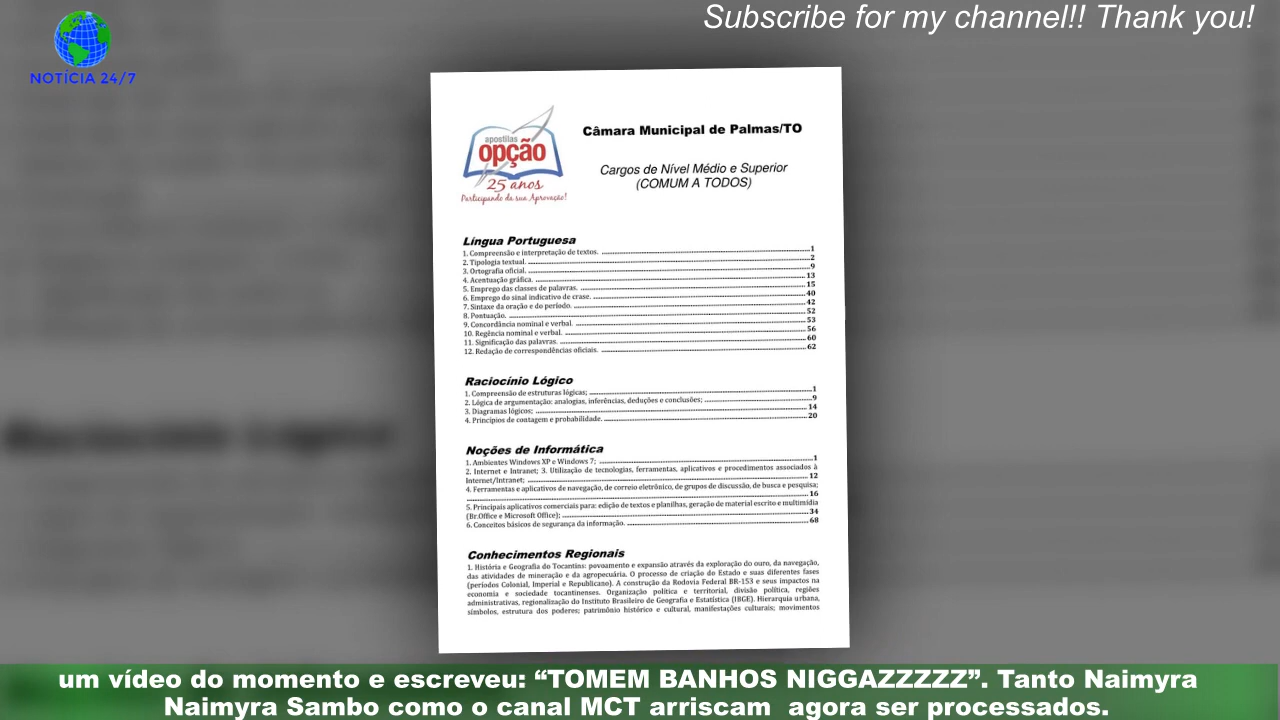 Subscribe for my channel!! Thank you!
NOTÍCIA 24/7
apostilas
opção
25 anos
Participando da sua Aprovação!
Câmara Municipal de Palmas/TO
Cargos de Nível Médio e Superior
(COMUM A TODOS)
Língua Portuguesa
1. Compreensão e interpretação de textos. ........ 1
2. Tipologia textual. ........ 2
3. Ortografia oficial. ........ 9
4. Acentuação gráfica. ........ 13
5. Emprego das classes de palavras. ........ 15
6. Emprego do sinal indicativo de crase. ........ 40
7. Sintaxe da oração e do período. ........ 42
8. Pontuação. ........ 52
9. Concordância nominal e verbal. ........ 53
10. Regência nominal e verbal. ........ 56
11. Significação das palavras. ........ 60
12. Redação de correspondências oficiais. ........ 62
Raciocínio Lógico
1. Compreensão de estruturas lógicas; ........ 1
2. Lógica de argumentação: analogias, inferências, deduções e conclusões; ........ 9
3. Diagramas lógicos; ........ 14
4. Princípios de contagem e probabilidade. ........ 20
Noções de Informática
1. Ambientes Windows XP e Windows 7; ........ 1
2. Internet e Intranet; 3. Utilização de tecnologias, ferramentas, aplicativos e procedimentos associados à
Internet/Intranet; ........ 12
4. Ferramentas e aplicativos de navegação, de correio eletrônico, de grupos de discussão, de busca e pesquisa;
........ 16
5. Principais aplicativos comerciais para: edição de textos e planilhas, geração de material escrito e multimídia
(Br.Office e Microsoft Office); ........ 34
6. Conceitos básicos de segurança da informação. ........ 68
Conhecimentos Regionais
1. História e Geografia do Tocantins: povoamento e expansão através da exploração do ouro, da navegação,
das atividades de mineração e da agropecuária. O processo de criação do Estado e suas diferentes fases
(períodos Colonial, Imperial e Republicano). A construção da Rodovia Federal BR-153 e seus impactos na
economia e sociedade tocantinenses. Organização política e territorial, divisão política, regiões
administrativas, regionalização do Instituto Brasileiro de Geografia e Estatística (IBGE). Hierarquia urbana,
símbolos, estrutura dos poderes; patrimônio histórico e cultural, manifestações culturais; movimentos
um vídeo do momento e escreveu: “TOMEM BANHOS NIGGAZZZZZ”. Tanto Naimyra
Naimyra Sambo como o canal MCT arriscam agora ser processados.